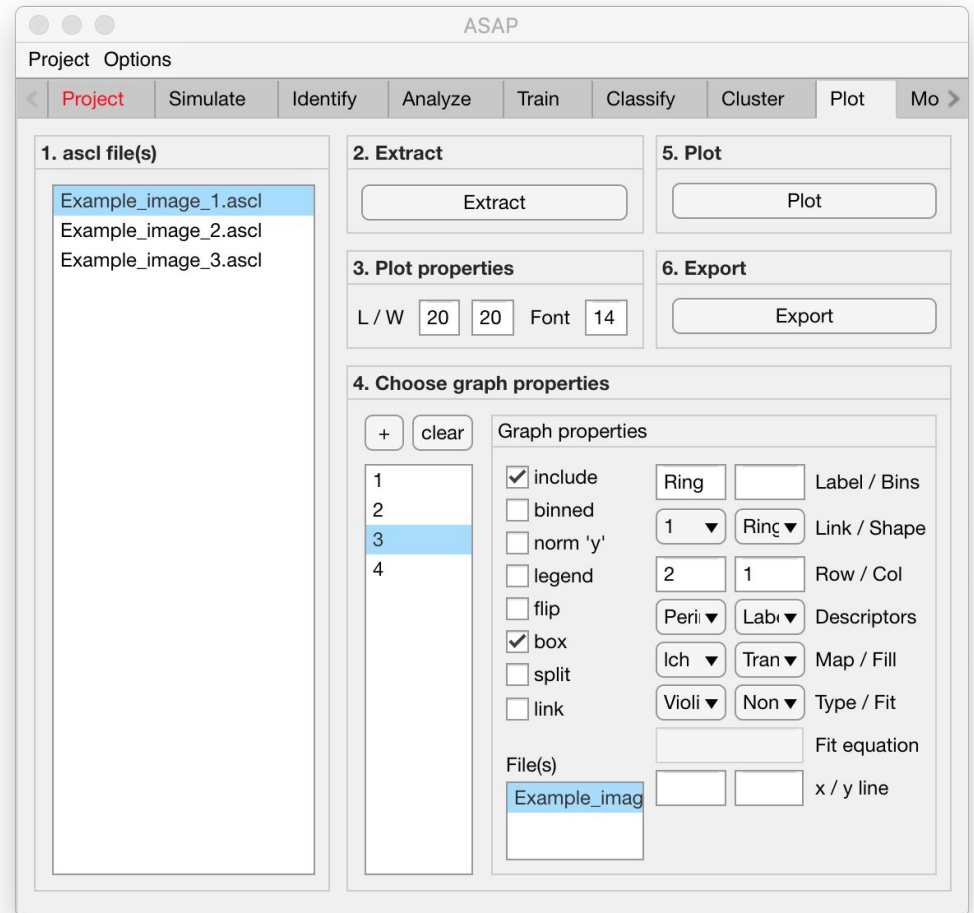 ASAP
Project Options
Project Simulate Identify Analyze Train Classify Cluster Plot Mo
1. ascl file(s)
Example_image_1.ascl
Example_image_2.ascl
Example_image_3.ascl
2. Extract
Extract
5. Plot
Plot
3. Plot properties
L / W 20 20 Font 14
6. Export
Export
4. Choose graph properties
+ clear
1
2
3
4
Graph properties
include
binned
norm 'y'
legend
flip
box
split
link
File(s)
Example_imag
Ring Label / Bins
1 Ring Link / Shape
2 1 Row / Col
Peri Labe Descriptors
Ich Tran Map / Fill
Violi Non Type / Fit
Fit equation
x / y line